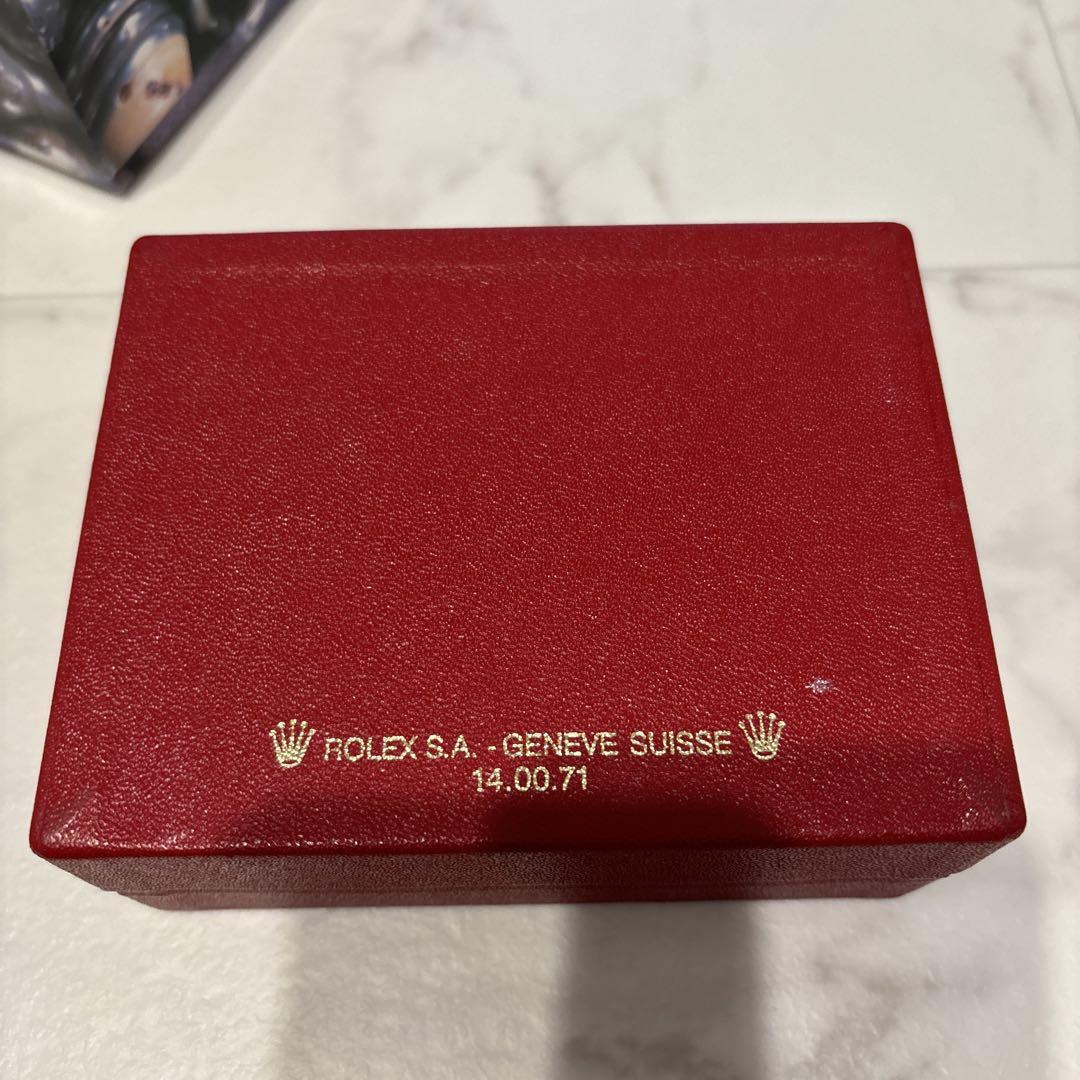 ROLEX S.A. - GENEVE SUISSE
14.00.71